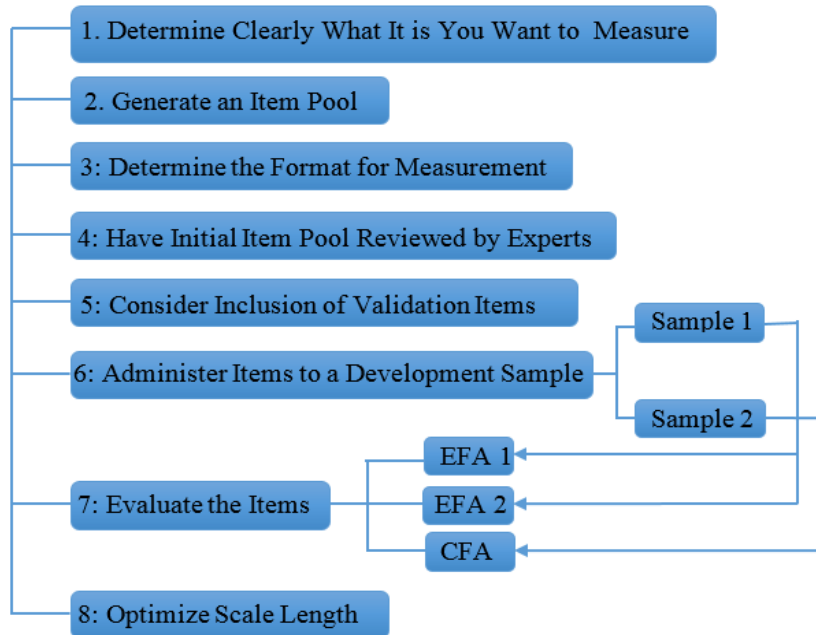 1. Determine Clearly What It is You Want to Measure
2. Generate an Item Pool
3: Determine the Format for Measurement
4: Have Initial Item Pool Reviewed by Experts
5: Consider Inclusion of Validation Items
Sample 1
6: Administer Items to a Development Sample
Sample 2
EFA 1
7: Evaluate the Items
EFA 2
CFA
8: Optimize Scale Length